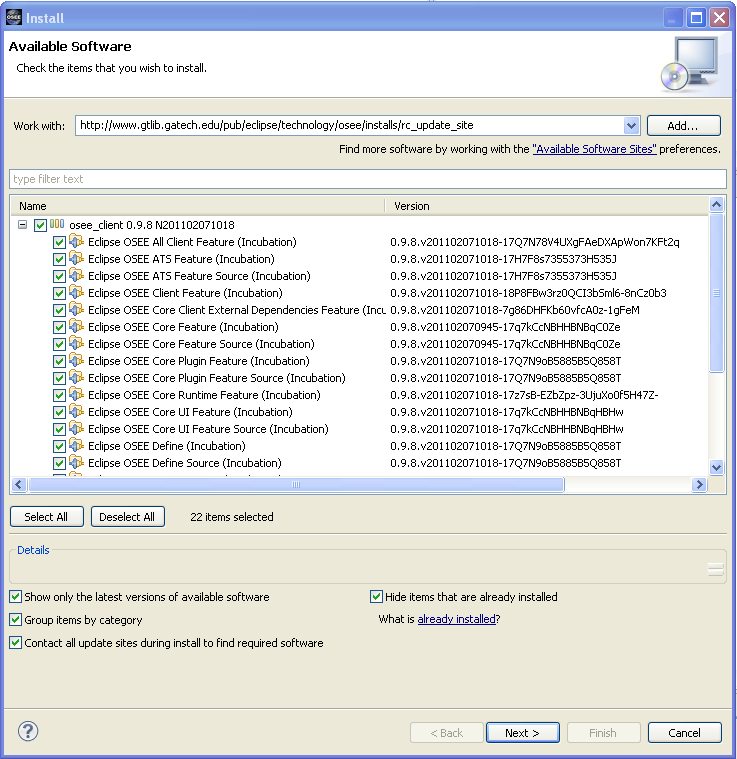 OSEE Install
Available Software
Check the items that you wish to install.
Work with: http://www.gtlib.gatech.edu/pub/eclipse/technology/osee/installs/rc_update_site Add...
Find more software by working with the "Available Software Sites" preferences.
type filter text
Name Version
osee_client 0.9.8 N201102071018
Eclipse OSEE All Client Feature (Incubation) 0.9.8.v201102071018-17Q7N78V4UXgFAeDXApWon7KFt2q
Eclipse OSEE ATS Feature (Incubation) 0.9.8.v201102071018-17H7F8s7355373H535J
Eclipse OSEE ATS Feature Source (Incubation) 0.9.8.v201102071018-17H7F8s7355373H535J
Eclipse OSEE Client Feature (Incubation) 0.9.8.v201102071018-18P8FBw3rz0QCI3bSml6-8nCz0b3
Eclipse OSEE Core Client External Dependencies Feature (Incu 0.9.8.v201102071018-7g86DHFKb60vfcA0z-1gFeM
Eclipse OSEE Core Feature (Incubation) 0.9.8.v201102070945-17q7kCcNBHHBNBqC0Ze
Eclipse OSEE Core Feature Source (Incubation) 0.9.8.v201102070945-17q7kCcNBHHBNBqC0Ze
Eclipse OSEE Core Plugin Feature (Incubation) 0.9.8.v201102071018-17Q7N9oB5885B5Q858T
Eclipse OSEE Core Plugin Feature Source (Incubation) 0.9.8.v201102071018-17Q7N9oB5885B5Q858T
Eclipse OSEE Core Runtime Feature (Incubation) 0.9.8.v201102071018-17z7sB-EZbZpz-3UjuXo0f5H47Z-
Eclipse OSEE Core UI Feature (Incubation) 0.9.8.v201102071018-17q7kCcNBHHBNBqHBHw
Eclipse OSEE Core UI Feature Source (Incubation) 0.9.8.v201102071018-17q7kCcNBHHBNBqHBHw
Eclipse OSEE Define (Incubation) 0.9.8.v201102071018-17Q7N9oB5885B5Q858T
Eclipse OSEE Define Source (Incubation) 0.9.8.v201102071018-17Q7N9oB5885B5Q858T
Select All Deselect All 22 items selected
Details
Show only the latest versions of available software Hide items that are already installed
Group items by category What is already installed?
Contact all update sites during install to find required software
? < Back Next > Finish Cancel